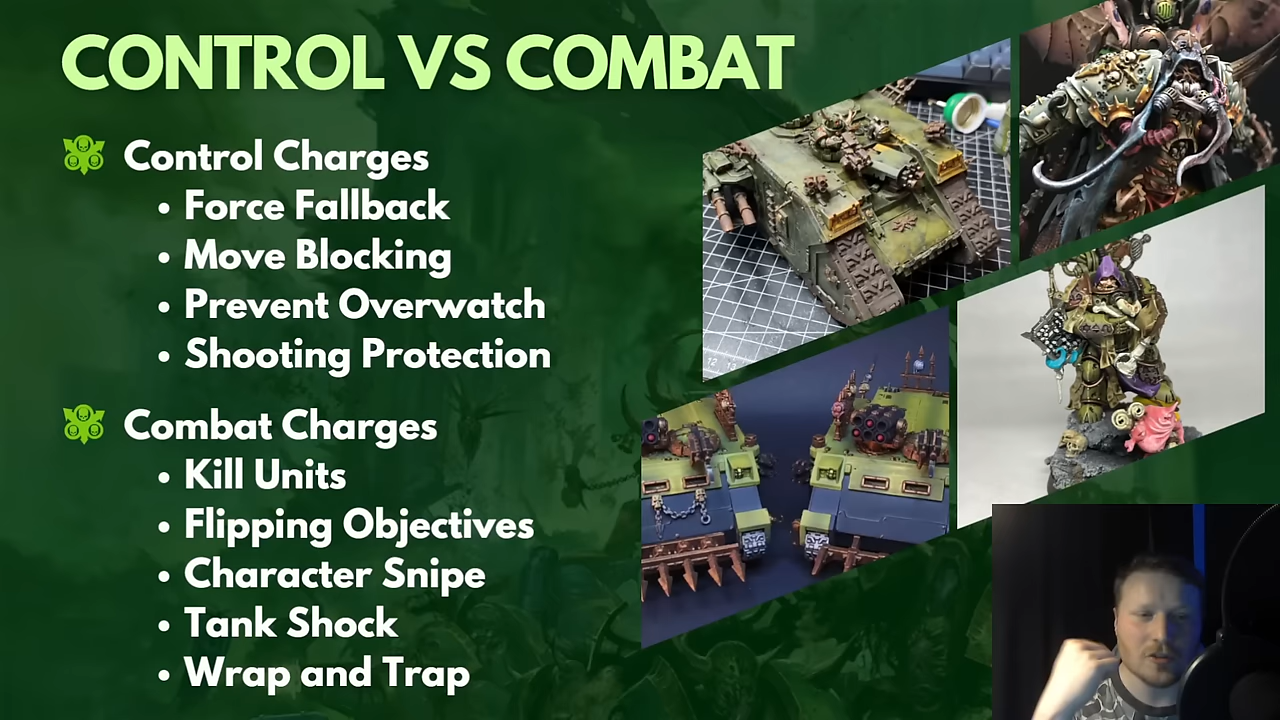 CONTROL VS COMBAT
Control Charges
• Force Fallback
• Move Blocking
• Prevent Overwatch
• Shooting Protection
Combat Charges
• Kill Units
• Flipping Objectives
• Character Snipe
• Tank Shock
• Wrap and Trap